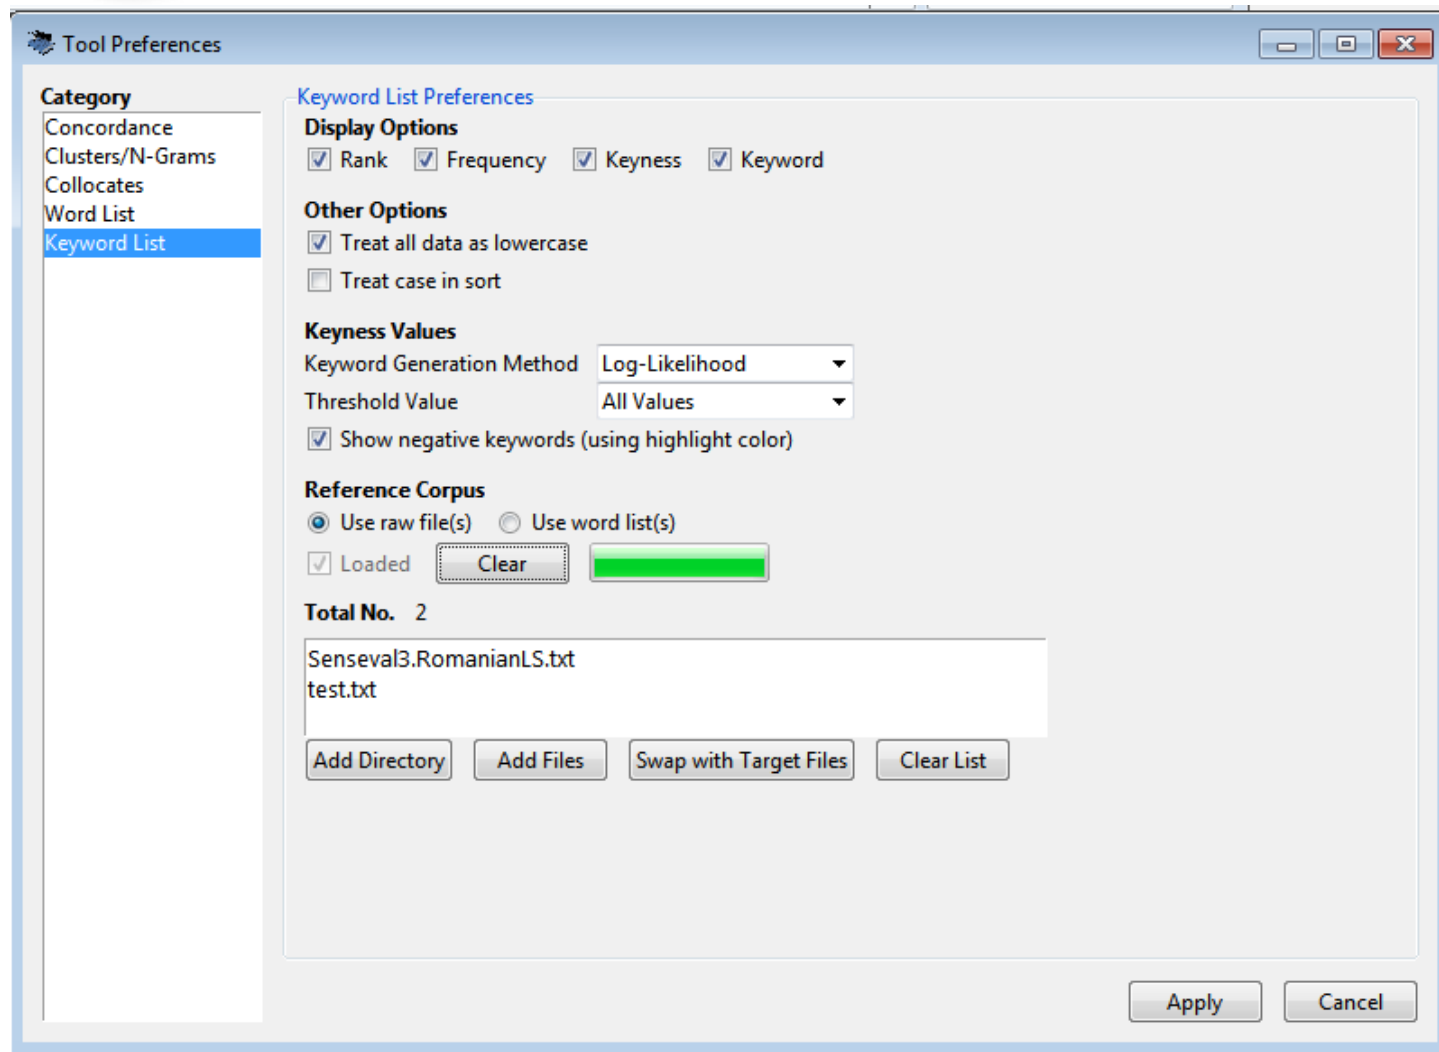 Tool Preferences
Category
Concordance
Clusters/N-Grams
Collocates
Word List
Keyword List
Keyword List Preferences
Display Options
Rank Frequency Keyness Keyword
Other Options
Treat all data as lowercase
Treat case in sort
Keyness Values
Keyword Generation Method Log-Likelihood
Threshold Value All Values
Show negative keywords (using highlight color)
Reference Corpus
Use raw file(s) Use word list(s)
Loaded Clear
Total No. 2
Senseval3.RomanianLS.txt
test.txt
Add Directory Add Files Swap with Target Files Clear List
Apply Cancel